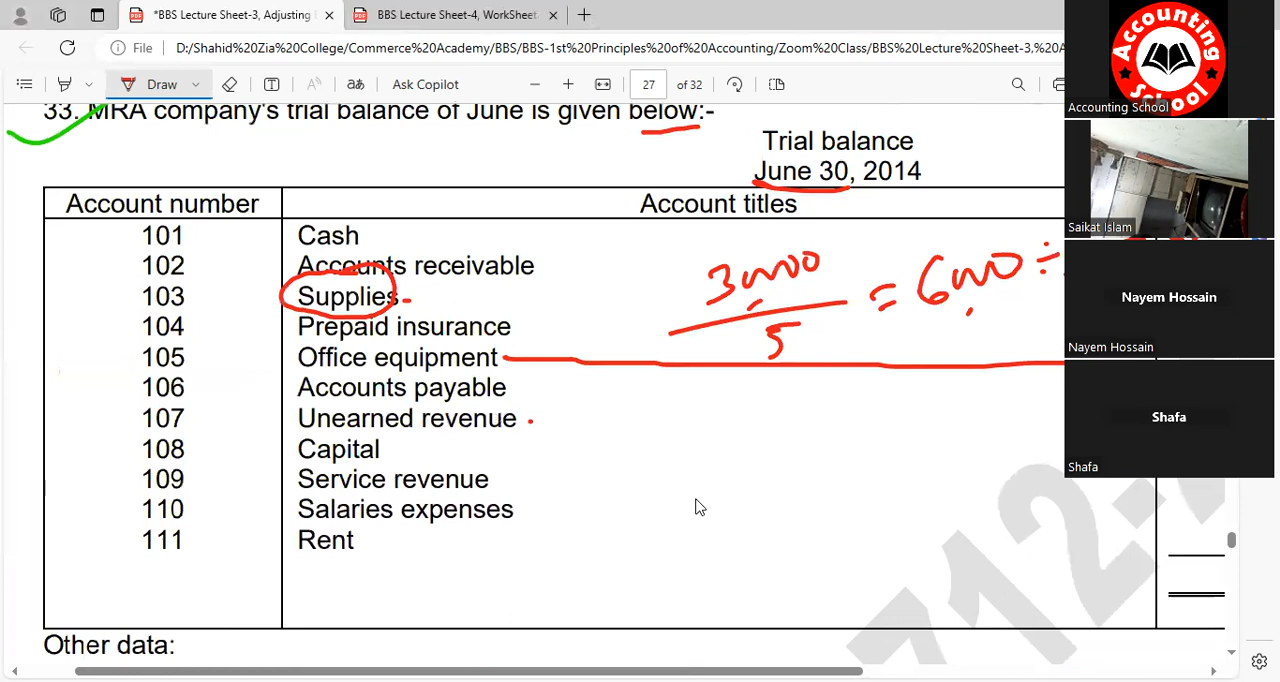 *BBS Lecture Sheet-3, Adjusting
BBS Lecture Sheet-4, WorkSheet.
File
D:/Shahid%20Zia%20College/Commerce%20Academy/BBS/BBS-1st%20Principles%20of%20Accounting/Zoom%20Class/BBS%20Lecture%20Sheet-3,%20A
Draw
aあ
Ask Copilot
27
of 32
Accounting School
Accounting School
Saikat Islam
Nayem Hossain
Nayem Hossain
Shafa
Shafa
33. MRA company's trial balance of June is given below:-
Trial balance
June 30, 2014
Account number Account titles
101 Cash
102 Accounts receivable
103 Supplies
104 Prepaid insurance
105 Office equipment
106 Accounts payable
107 Unearned revenue
108 Capital
109 Service revenue
110 Salaries expenses
111 Rent
Other data:
712-